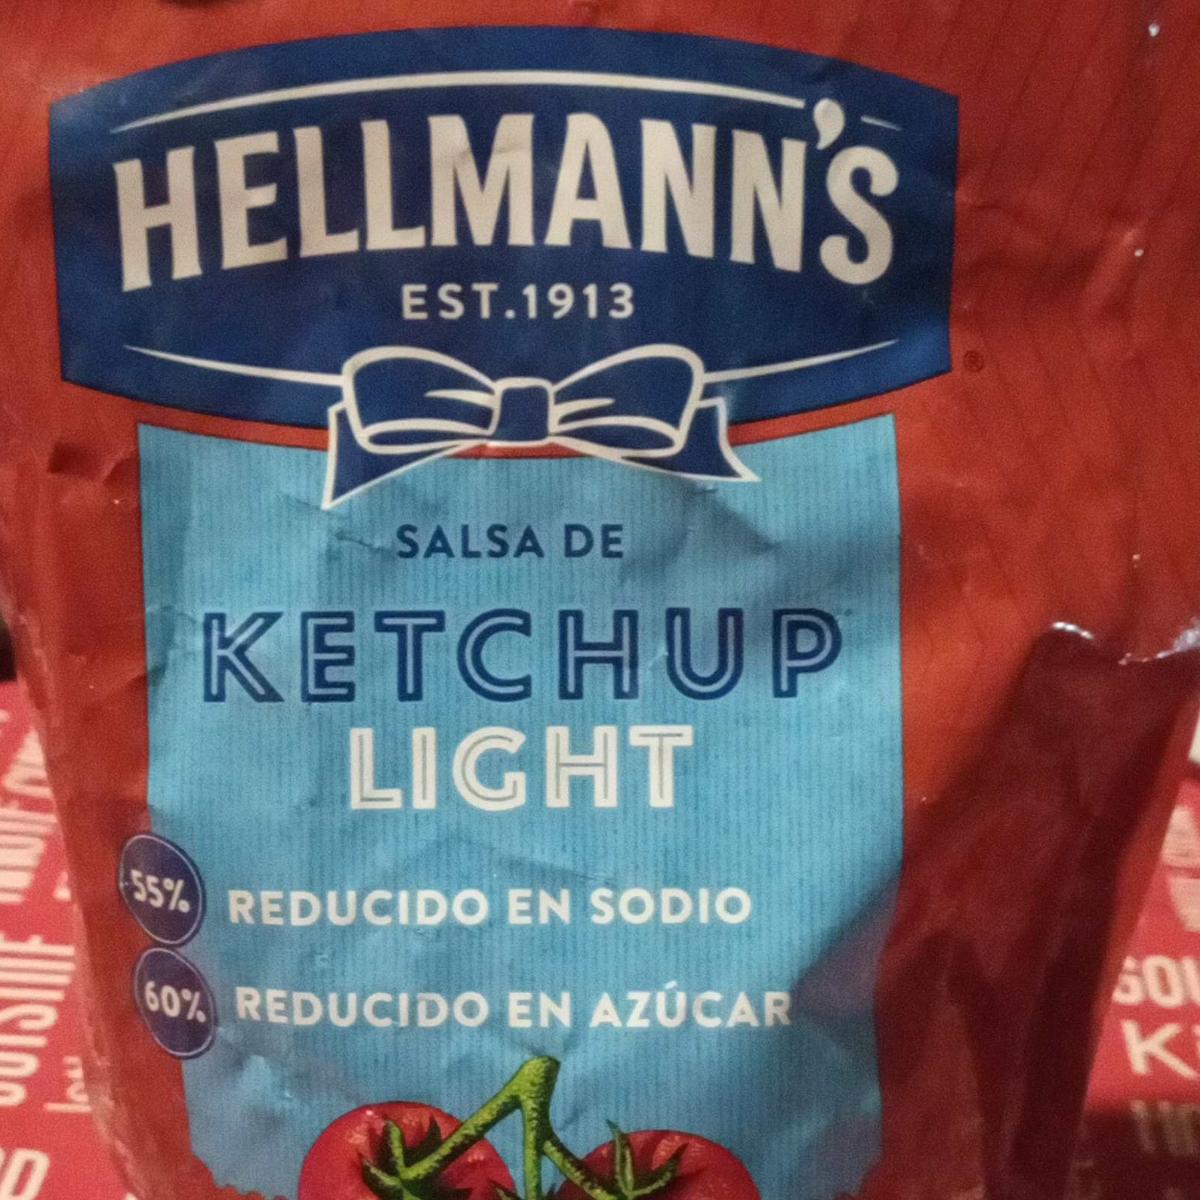 HELLMANN'S
EST.1913
®
SALSA DE
KETCHUP
LIGHT
55% REDUCIDO EN SODIO
60% REDUCIDO EN AZÚCAR